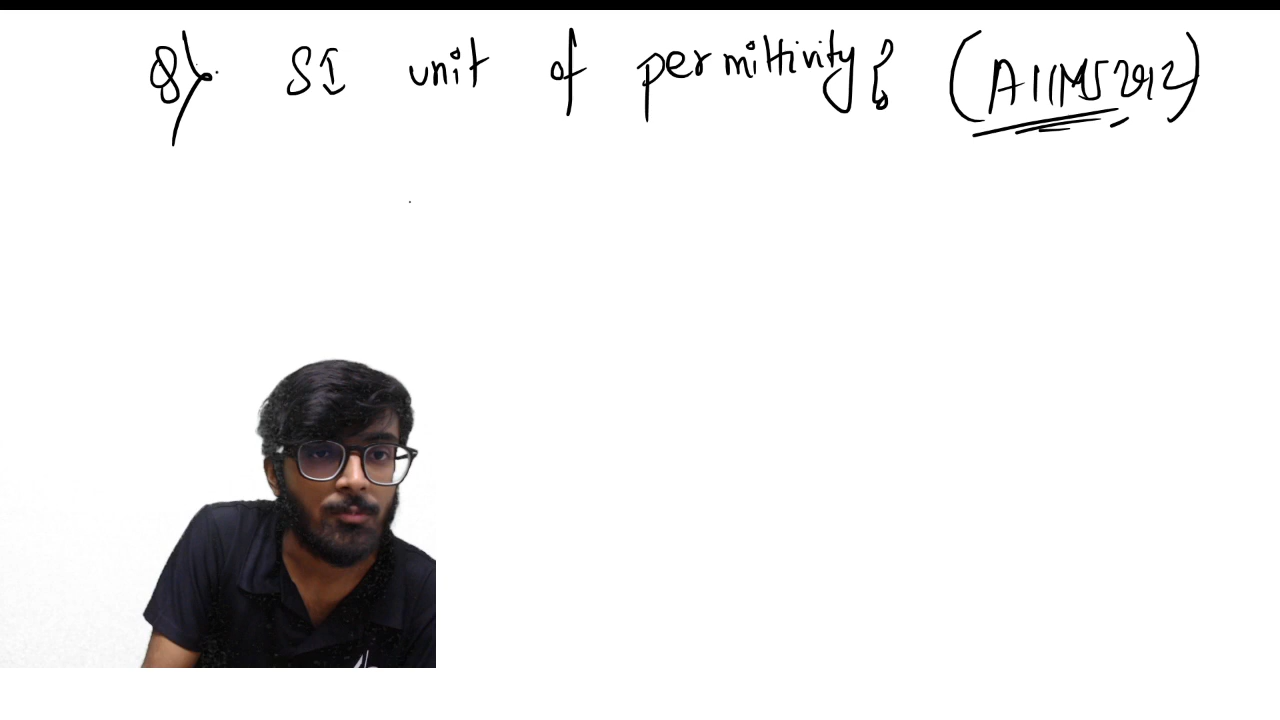 Q). SI unit of permittivity? (AIIMS 2012)